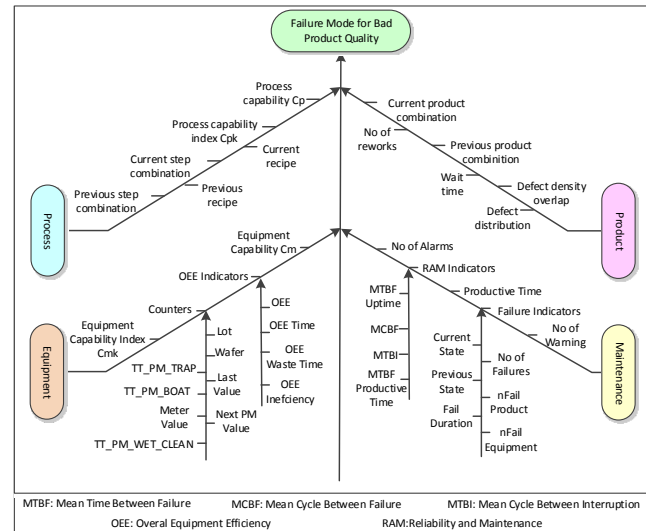 Failure Mode for Bad
Product Quality
Process
capability Cp
Process capability
index Cpk
Current
recipe
Current step
combination
Previous
recipe
Previous step
combination
Process
Current product
combination
No of
reworks
Previous product
combinition
Wait
time
Defect density
overlap
Defect
distribution
Product
Equipment
Capability Cm
OEE Indicators
Counters
Equipment
Capability Index
Cmk
Equipment
OEE
OEE Time
OEE
Waste Time
OEE
Inefciency
Lot
Wafer
TT_PM_TRAP
Last
Value
TT_PM_BOAT
Meter
Value
Next PM
Value
TT_PM_WET_CLEAN
No of Alarms
RAM Indicators
Productive Time
Failure Indicators
No of
Warning
Maintenance
MTBF
Uptime
MCBF
MTBI
MTBF
Productive
Time
Current
State
No of
Failures
Previous
State
nFail
Product
Fail
Duration
nFail
Equipment
MTBF: Mean Time Between Failure MCBF: Mean Cycle Between Failure MTBI: Mean Cycle Between Interruption
OEE: Overal Equipment Efficiency RAM:Reliability and Maintenance